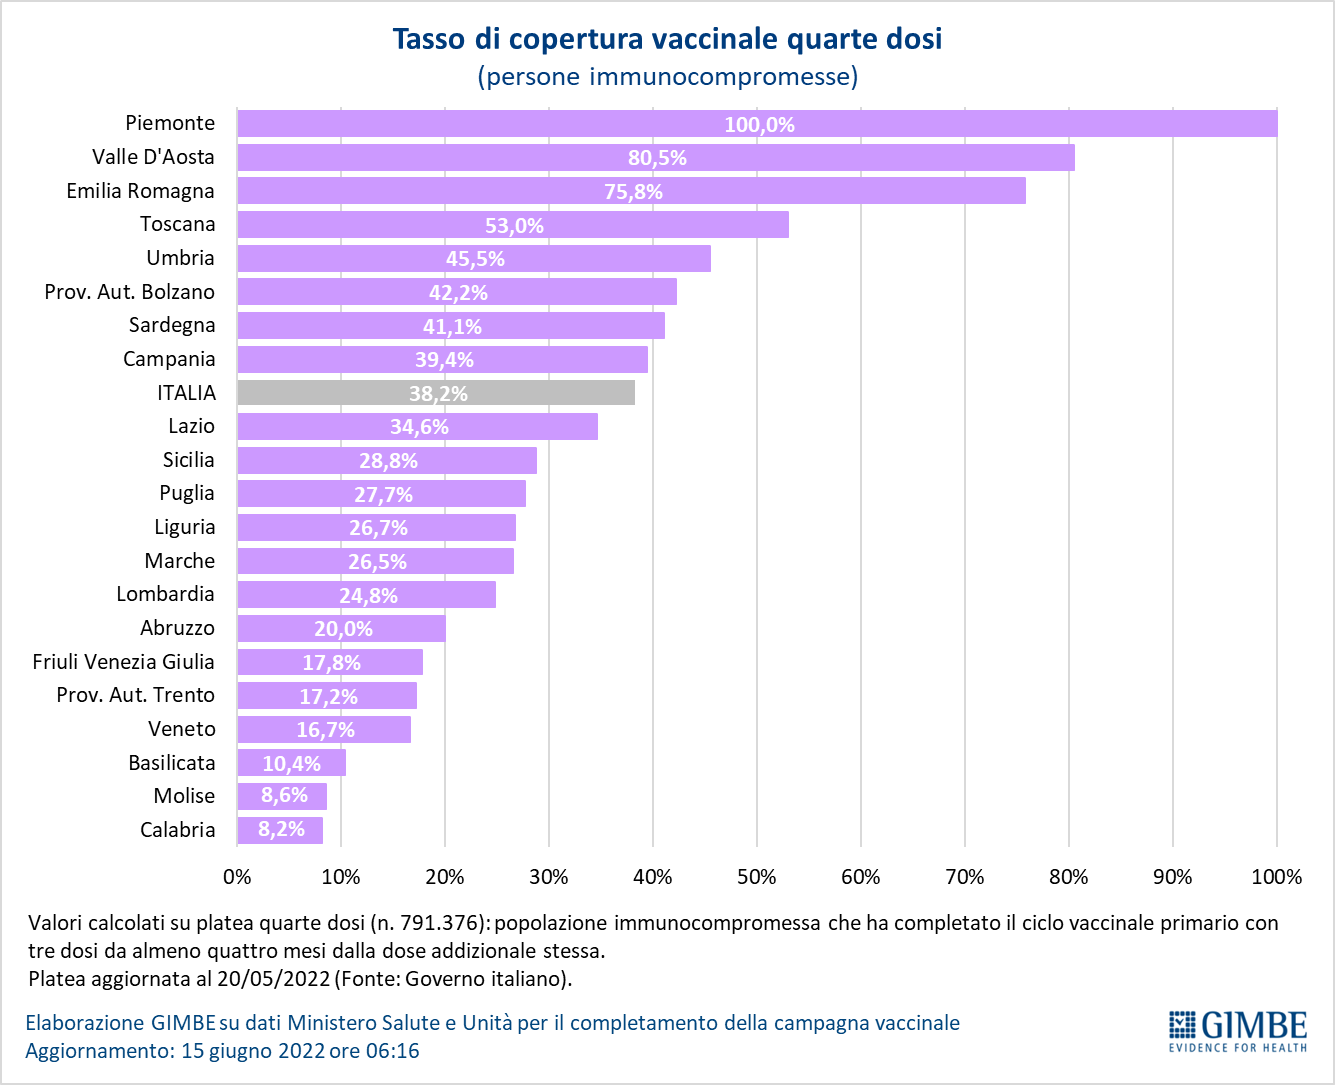 Tasso di copertura vaccinale quarte dosi
(persone immunocompromesse)
Piemonte 100,0%
Valle D'Aosta 80,5%
Emilia Romagna 75,8%
Toscana 53,0%
Umbria 45,5%
Prov. Aut. Bolzano 42,2%
Sardegna 41,1%
Campania 39,4%
ITALIA 38,2%
Lazio 34,6%
Sicilia 28,8%
Puglia 27,7%
Liguria 26,7%
Marche 26,5%
Lombardia 24,8%
Abruzzo 20,0%
Friuli Venezia Giulia 17,8%
Prov. Aut. Trento 17,2%
Veneto 16,7%
Basilicata 10,4%
Molise 8,6%
Calabria 8,2%
0% 10% 20% 30% 40% 50% 60% 70% 80% 90% 100%
Valori calcolati su platea quarte dosi (n. 791.376): popolazione immunocompromessa che ha completato il ciclo vaccinale primario con
tre dosi da almeno quattro mesi dalla dose addizionale stessa.
Platea aggiornata al 20/05/2022 (Fonte: Governo italiano).
Elaborazione GIMBE su dati Ministero Salute e Unità per il completamento della campagna vaccinale
Aggiornamento: 15 giugno 2022 ore 06:16
GIMBE
EVIDENCE FOR HEALTH